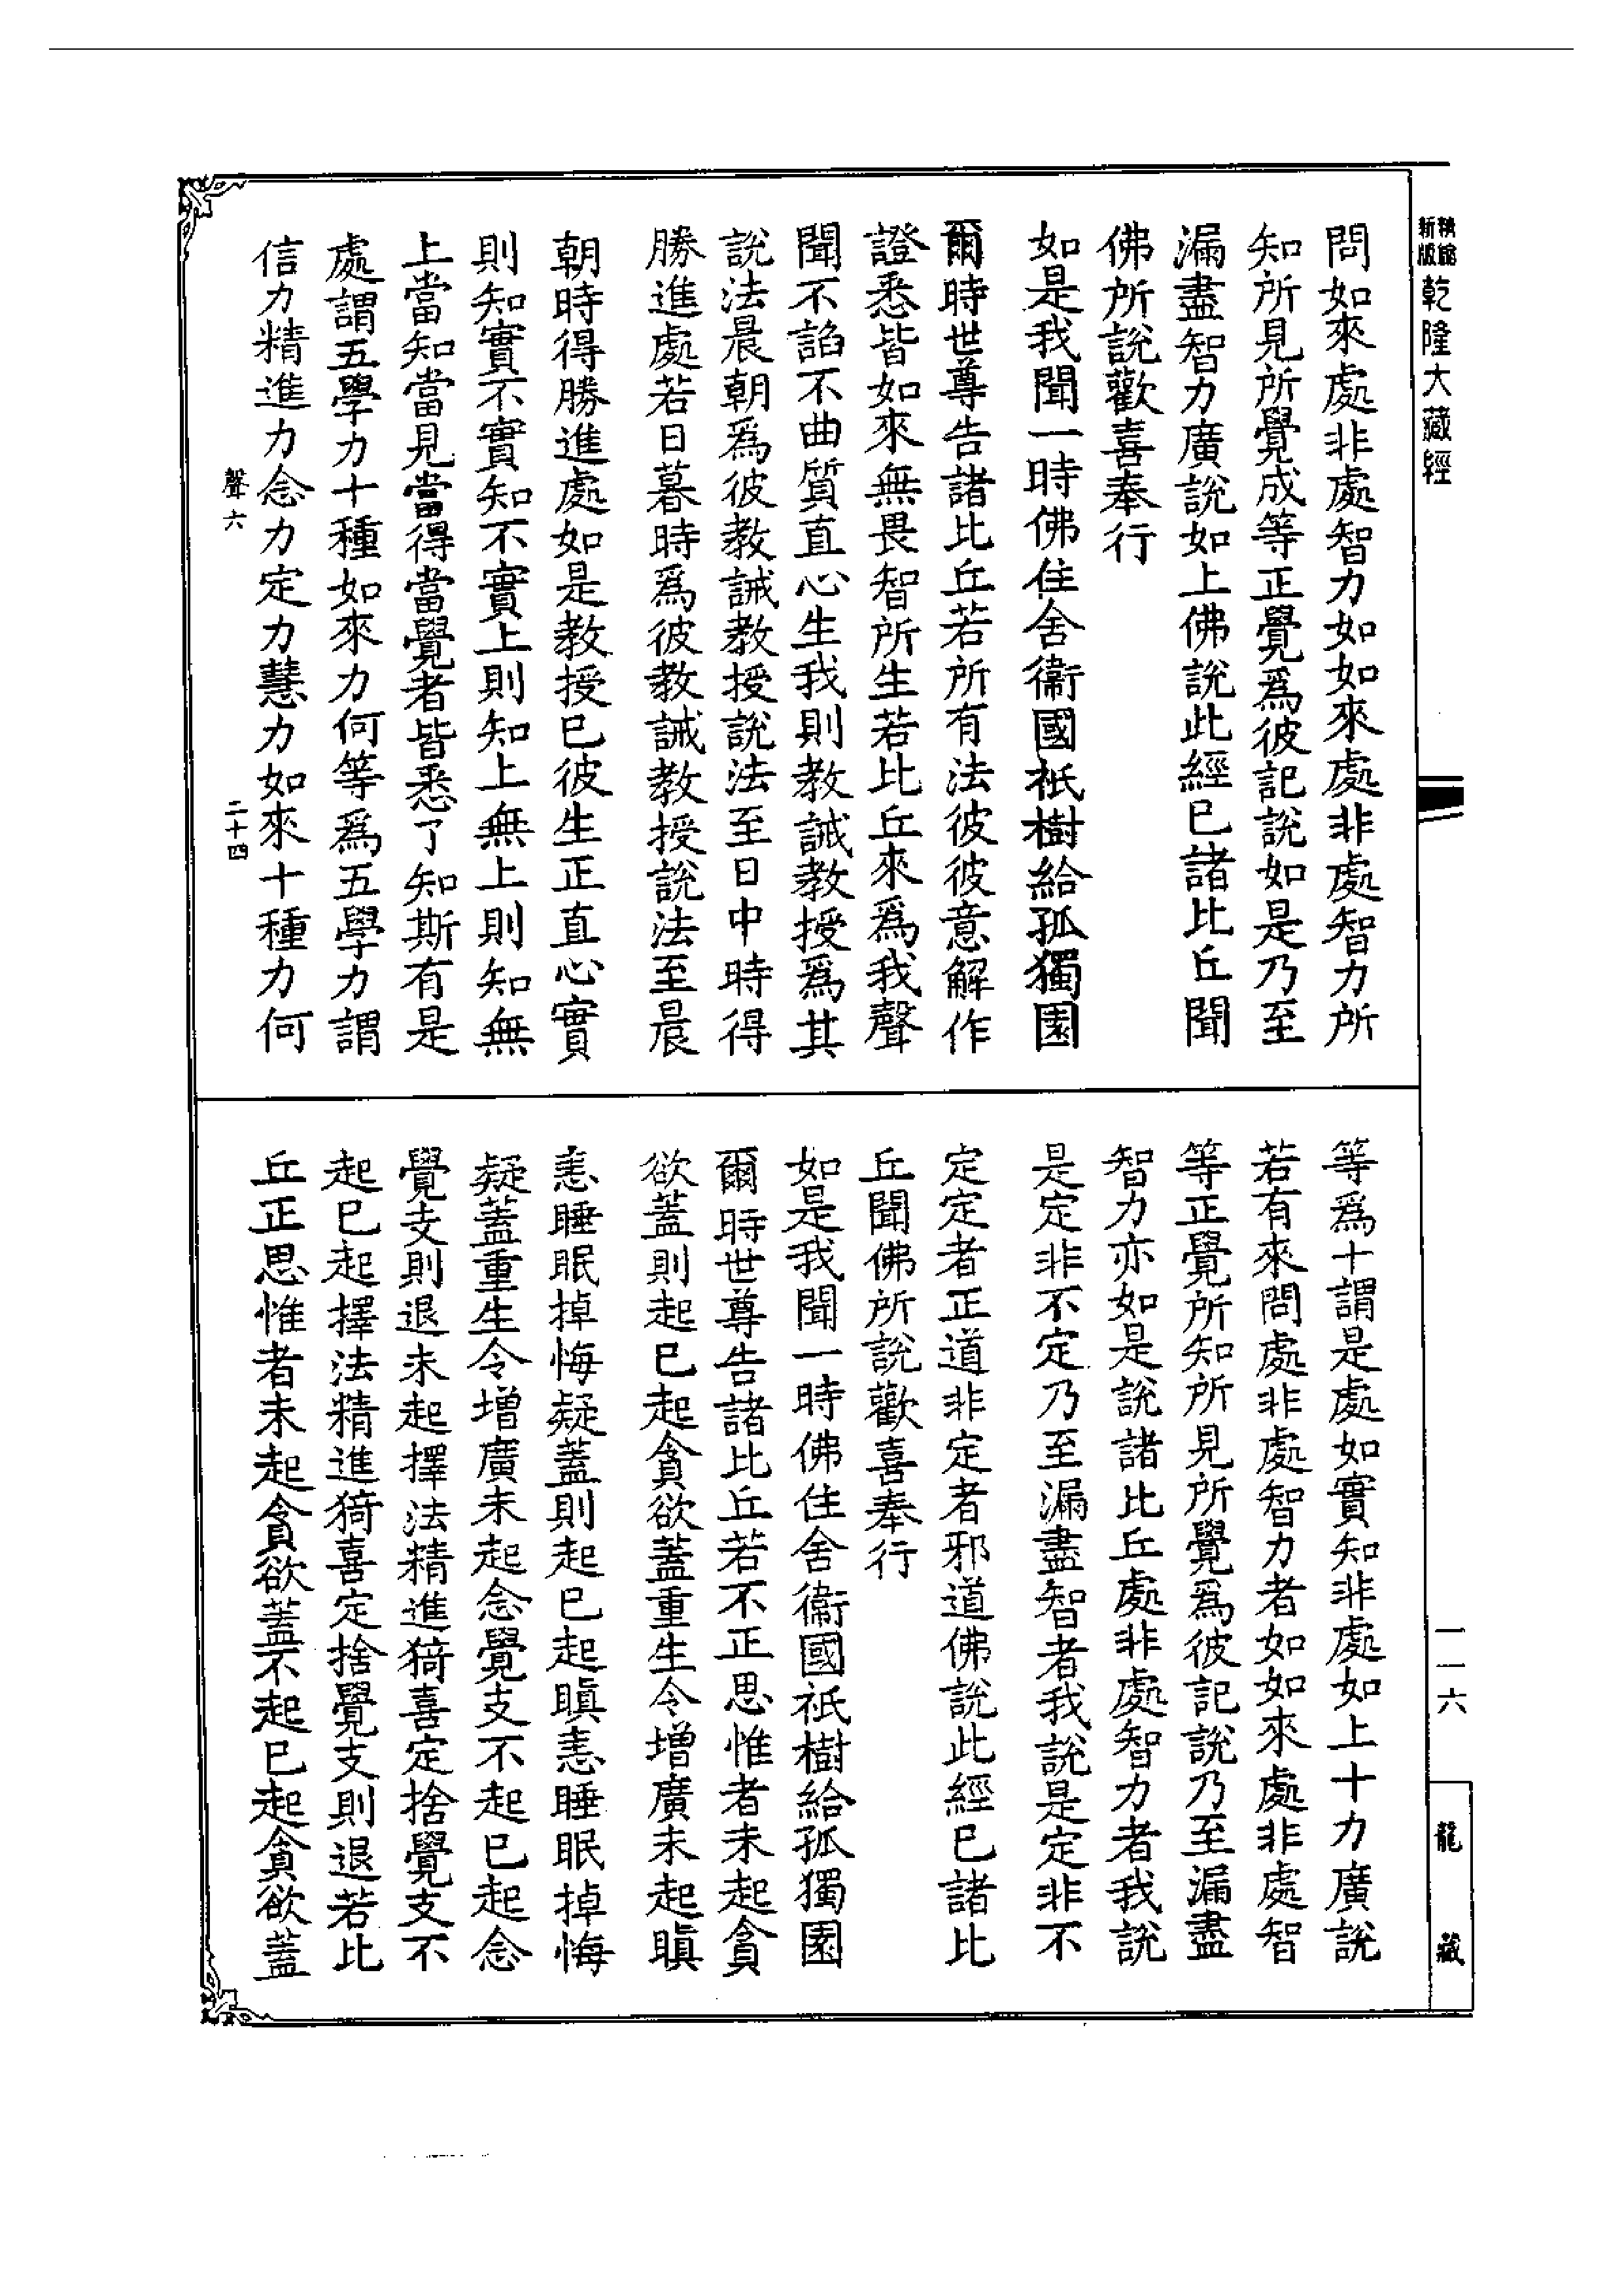 精縮新版乾隆大藏經
一一六
龍藏
問如來處非處智力如如來處非處智力所
知所見所覺成等正覺爲彼記說如是乃至
漏盡智力廣說如上佛說此經已諸比丘聞
佛所說歡喜奉行
如是我聞一時佛住舍衞國祇樹給孤獨園
爾時世尊告諸比丘若所有法彼彼意解作
證悉皆如來無畏智所生若比丘來爲我聲
聞不諂不曲質直心生我則教誡教授爲其
說法晨朝爲彼教誡教授說法至日中時得
勝進處若日暮時爲彼教誡教授說法至晨
朝時得勝進處如是教授已彼生正直心實
則知實不實知不實上則知上無上則知無
上當知當見當得當覺者皆悉了知斯有是
處謂五學力十種如來力何等爲五學力謂
信力精進力念力定力慧力如來十種力何
聲六
二十四
等爲十謂是處如實知非處如上十力廣說
若有來問處非處智力者如如來處非處智
等正覺所知所見所覺爲彼記說乃至漏盡
智力亦如是說諸比丘處非處智力者我說
是定非不定乃至漏盡智者我說是定非不
定定者正道非定者邪道佛說此經已諸比
丘聞佛所說歡喜奉行
如是我聞一時佛住舍衞國祇樹給孤獨園
爾時世尊告諸比丘若不正思惟者未起貪
欲蓋則起已起貪欲蓋重生令增廣未起瞋
恚睡眠掉悔疑蓋則起已起瞋恚睡眠掉悔
疑蓋重生令增廣未起念覺支不起已起念
覺支則退未起擇法精進猗喜定捨覺支不
起已起擇法精進猗喜定捨覺支則退若比
丘正思惟者未起貪欲蓋不起已起貪欲蓋